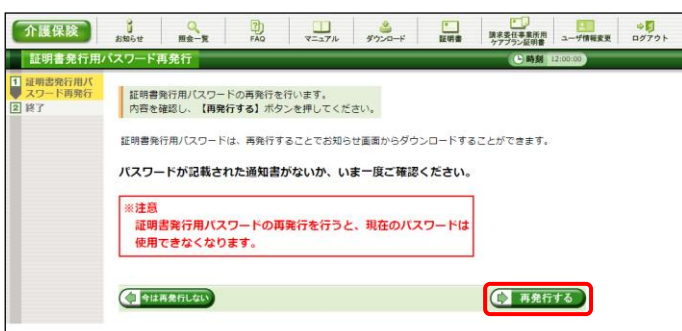 介護保険
お知らせ
照会一覧
FAQ
マニュアル
ダウンロード
証明書
請求委任事業所用
ケアプラン証明書
ユーザ情報変更
ログアウト
証明書発行用パスワード再発行
時刻 12:00:00
1 証明書発行用パ
スワード再発行
2 終了
証明書発行用パスワードの再発行を行います。
内容を確認し、【再発行する】ボタンを押してください。
証明書発行用パスワードは、再発行することでお知らせ画面からダウンロードすることができます。
パスワードが記載された通知書がないか、いま一度ご確認ください。
※注意
証明書発行用パスワードの再発行を行うと、現在のパスワードは
使用できなくなります。
今は再発行しない
再発行する